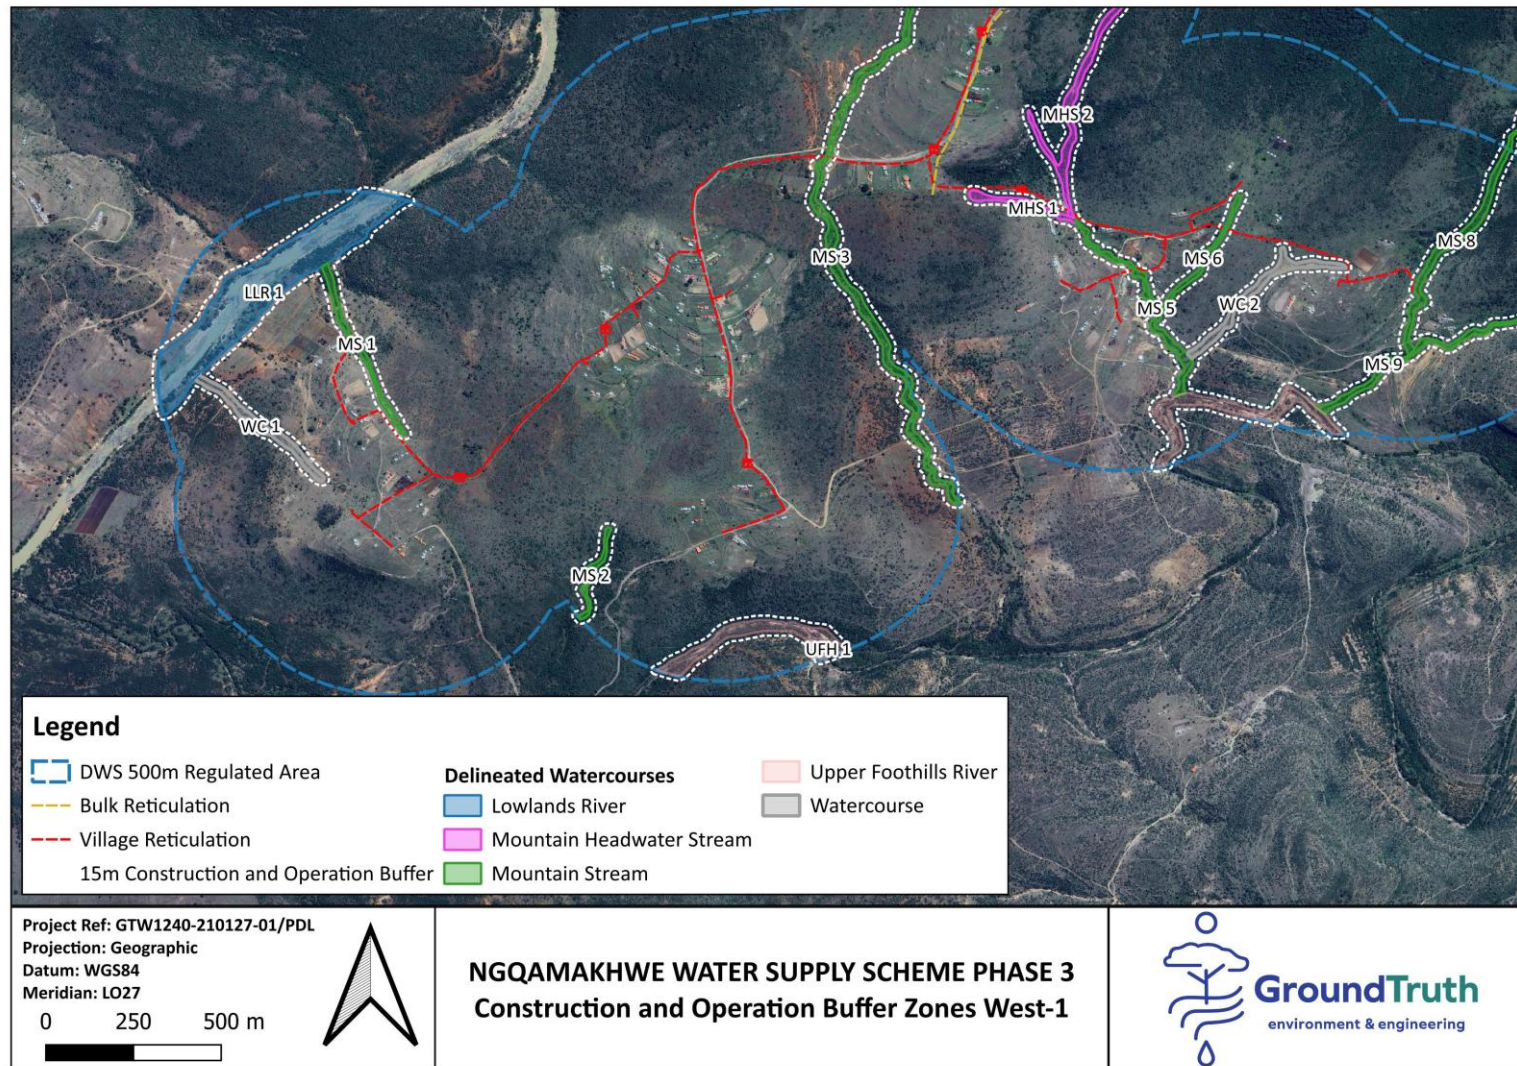 MHS 2
MHS 1
MS 3
MS 6
MS 8
LLR 1
MS 5
WC 2
MS 1
MS 9
WC 1
MS 2
UFH 1
Legend
DWS 500m Regulated Area
Bulk Reticulation
Village Reticulation
15m Construction and Operation Buffer
Delineated Watercourses
Lowlands River
Mountain Headwater Stream
Mountain Stream
Upper Foothills River
Watercourse
Project Ref: GTW1240-210127-01/PDL
Projection: Geographic
Datum: WGS84
Meridian: LO27
0 250 500 m
NGQAMAKHWE WATER SUPPLY SCHEME PHASE 3
Construction and Operation Buffer Zones West-1
GroundTruth
environment & engineering